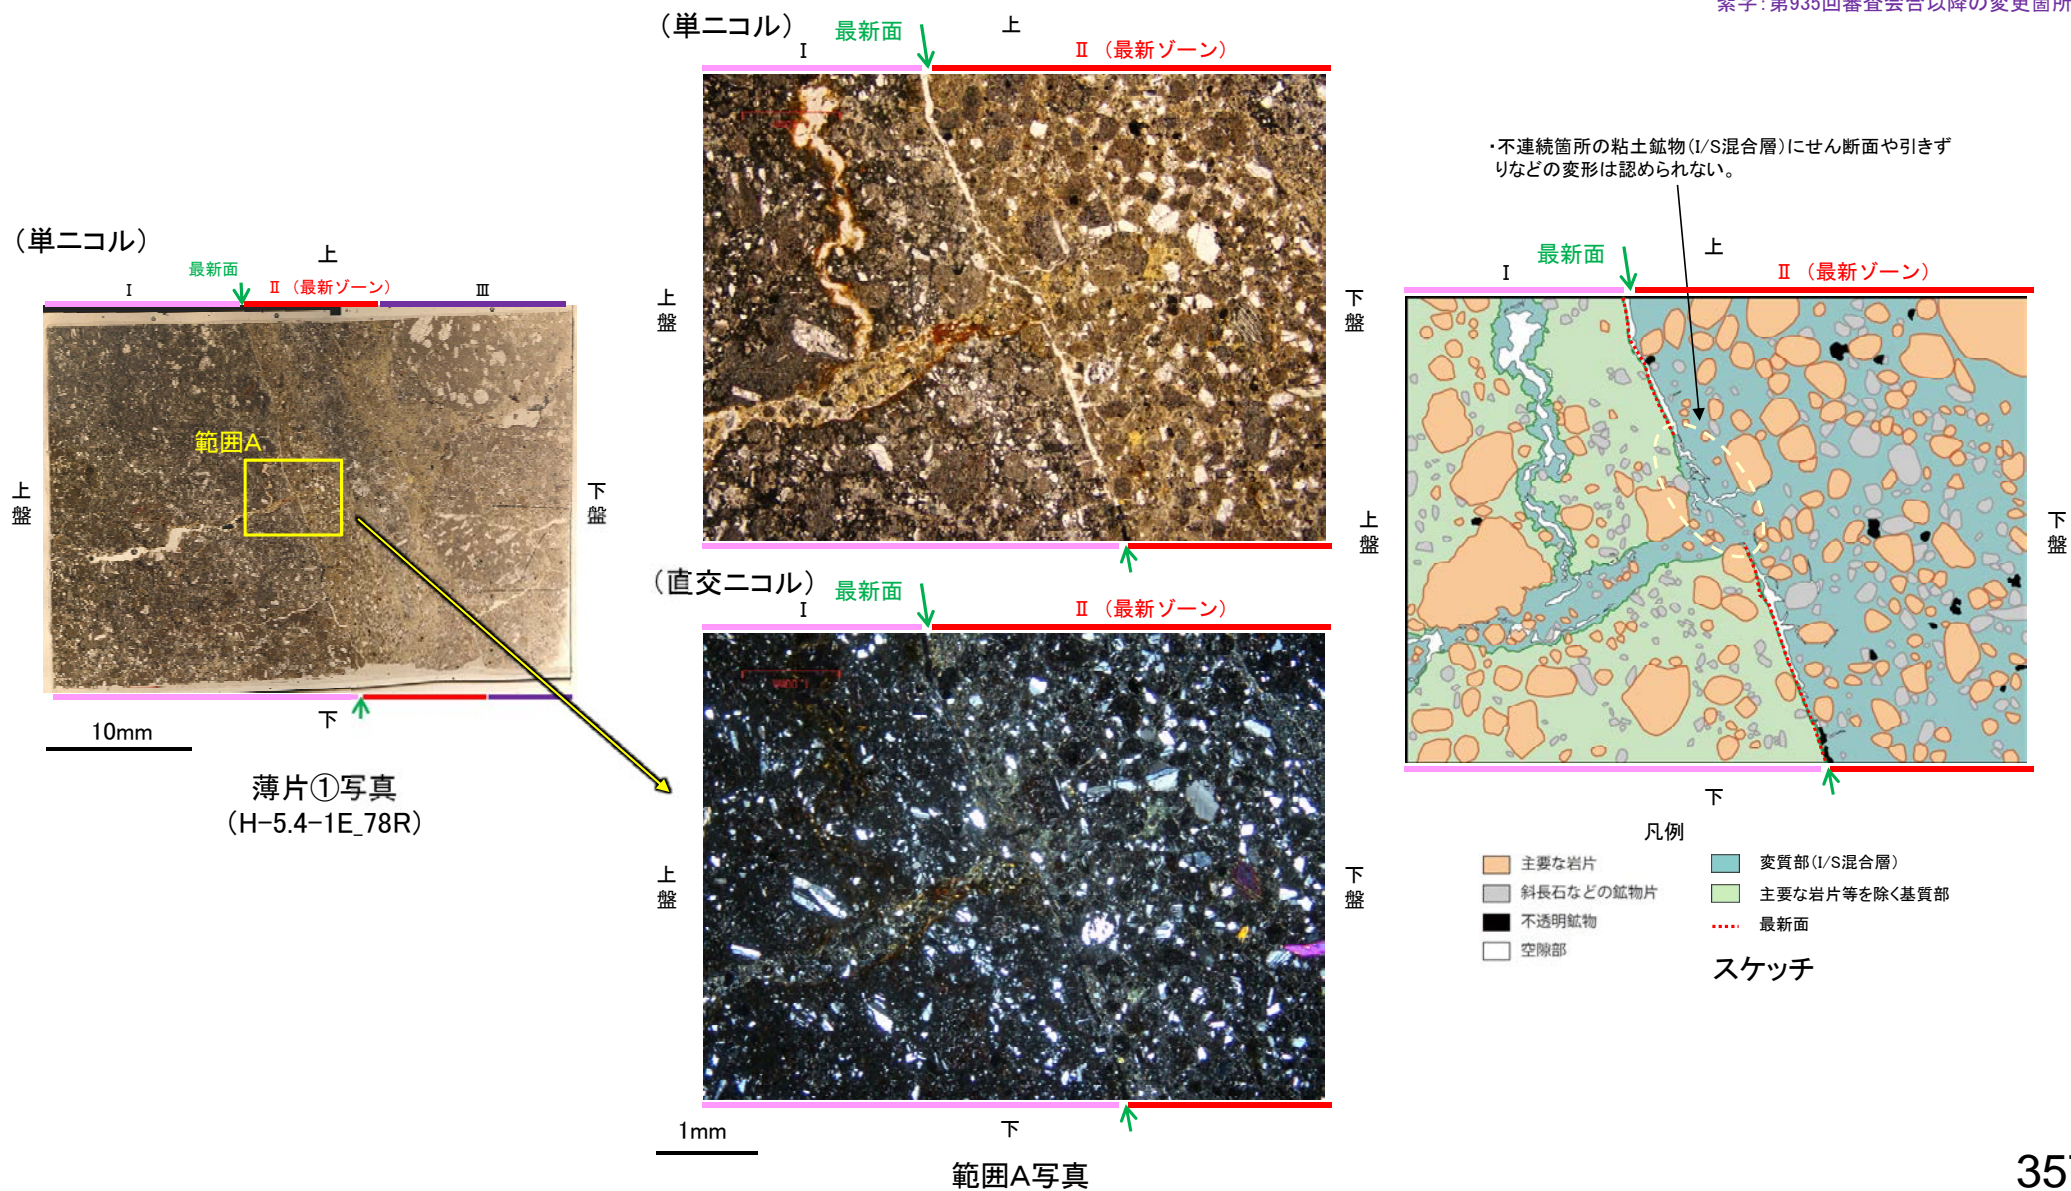 紫字：第935回審査会合以降の変更箇所
（単ニコル）
最新面
上
Ⅰ
Ⅱ（最新ゾーン）
上盤
下盤
（単ニコル）
上
最新面
Ⅰ
Ⅱ（最新ゾーン）
Ⅲ
範囲A
上盤
下盤
下
10mm
薄片①写真
（H-5.4-1E_78R）
（直交ニコル）
最新面
Ⅰ
Ⅱ（最新ゾーン）
上盤
下盤
下
1mm
範囲A写真
・不連続箇所の粘土鉱物（I/S混合層）にせん断面や引きず
りなどの変形は認められない。
最新面
上
Ⅰ
Ⅱ（最新ゾーン）
上盤
下盤
下
凡例
主要な岩片
変質部（I/S混合層）
斜長石などの鉱物片
主要な岩片等を除く基質部
不透明鉱物
最新面
空隙部
スケッチ